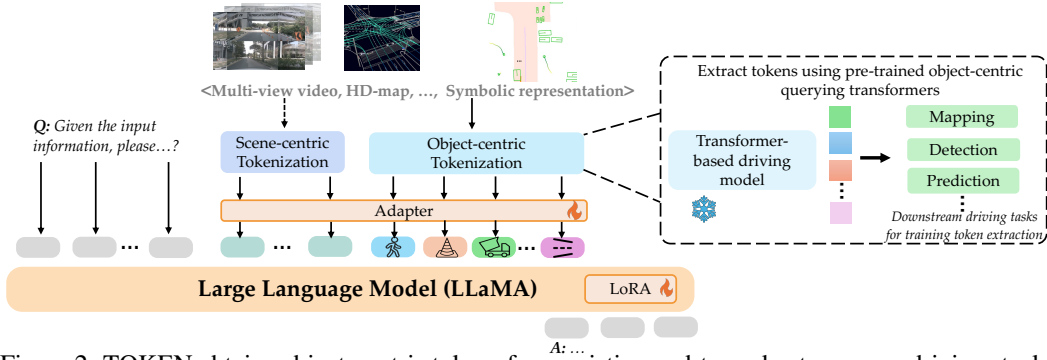 <Multi-view video, HD-map, …, Symbolic representation>
Q: Given the input
information, please…?
Scene-centric
Tokenization
Object-centric
Tokenization
Adapter
...
...
...
Large Language Model (LLaMA)
LoRA
A: …
Extract tokens using pre-trained object-centric
querying transformers
Transformer-
based driving
model
Mapping
Detection
Prediction
Downstream driving tasks
for training token extraction